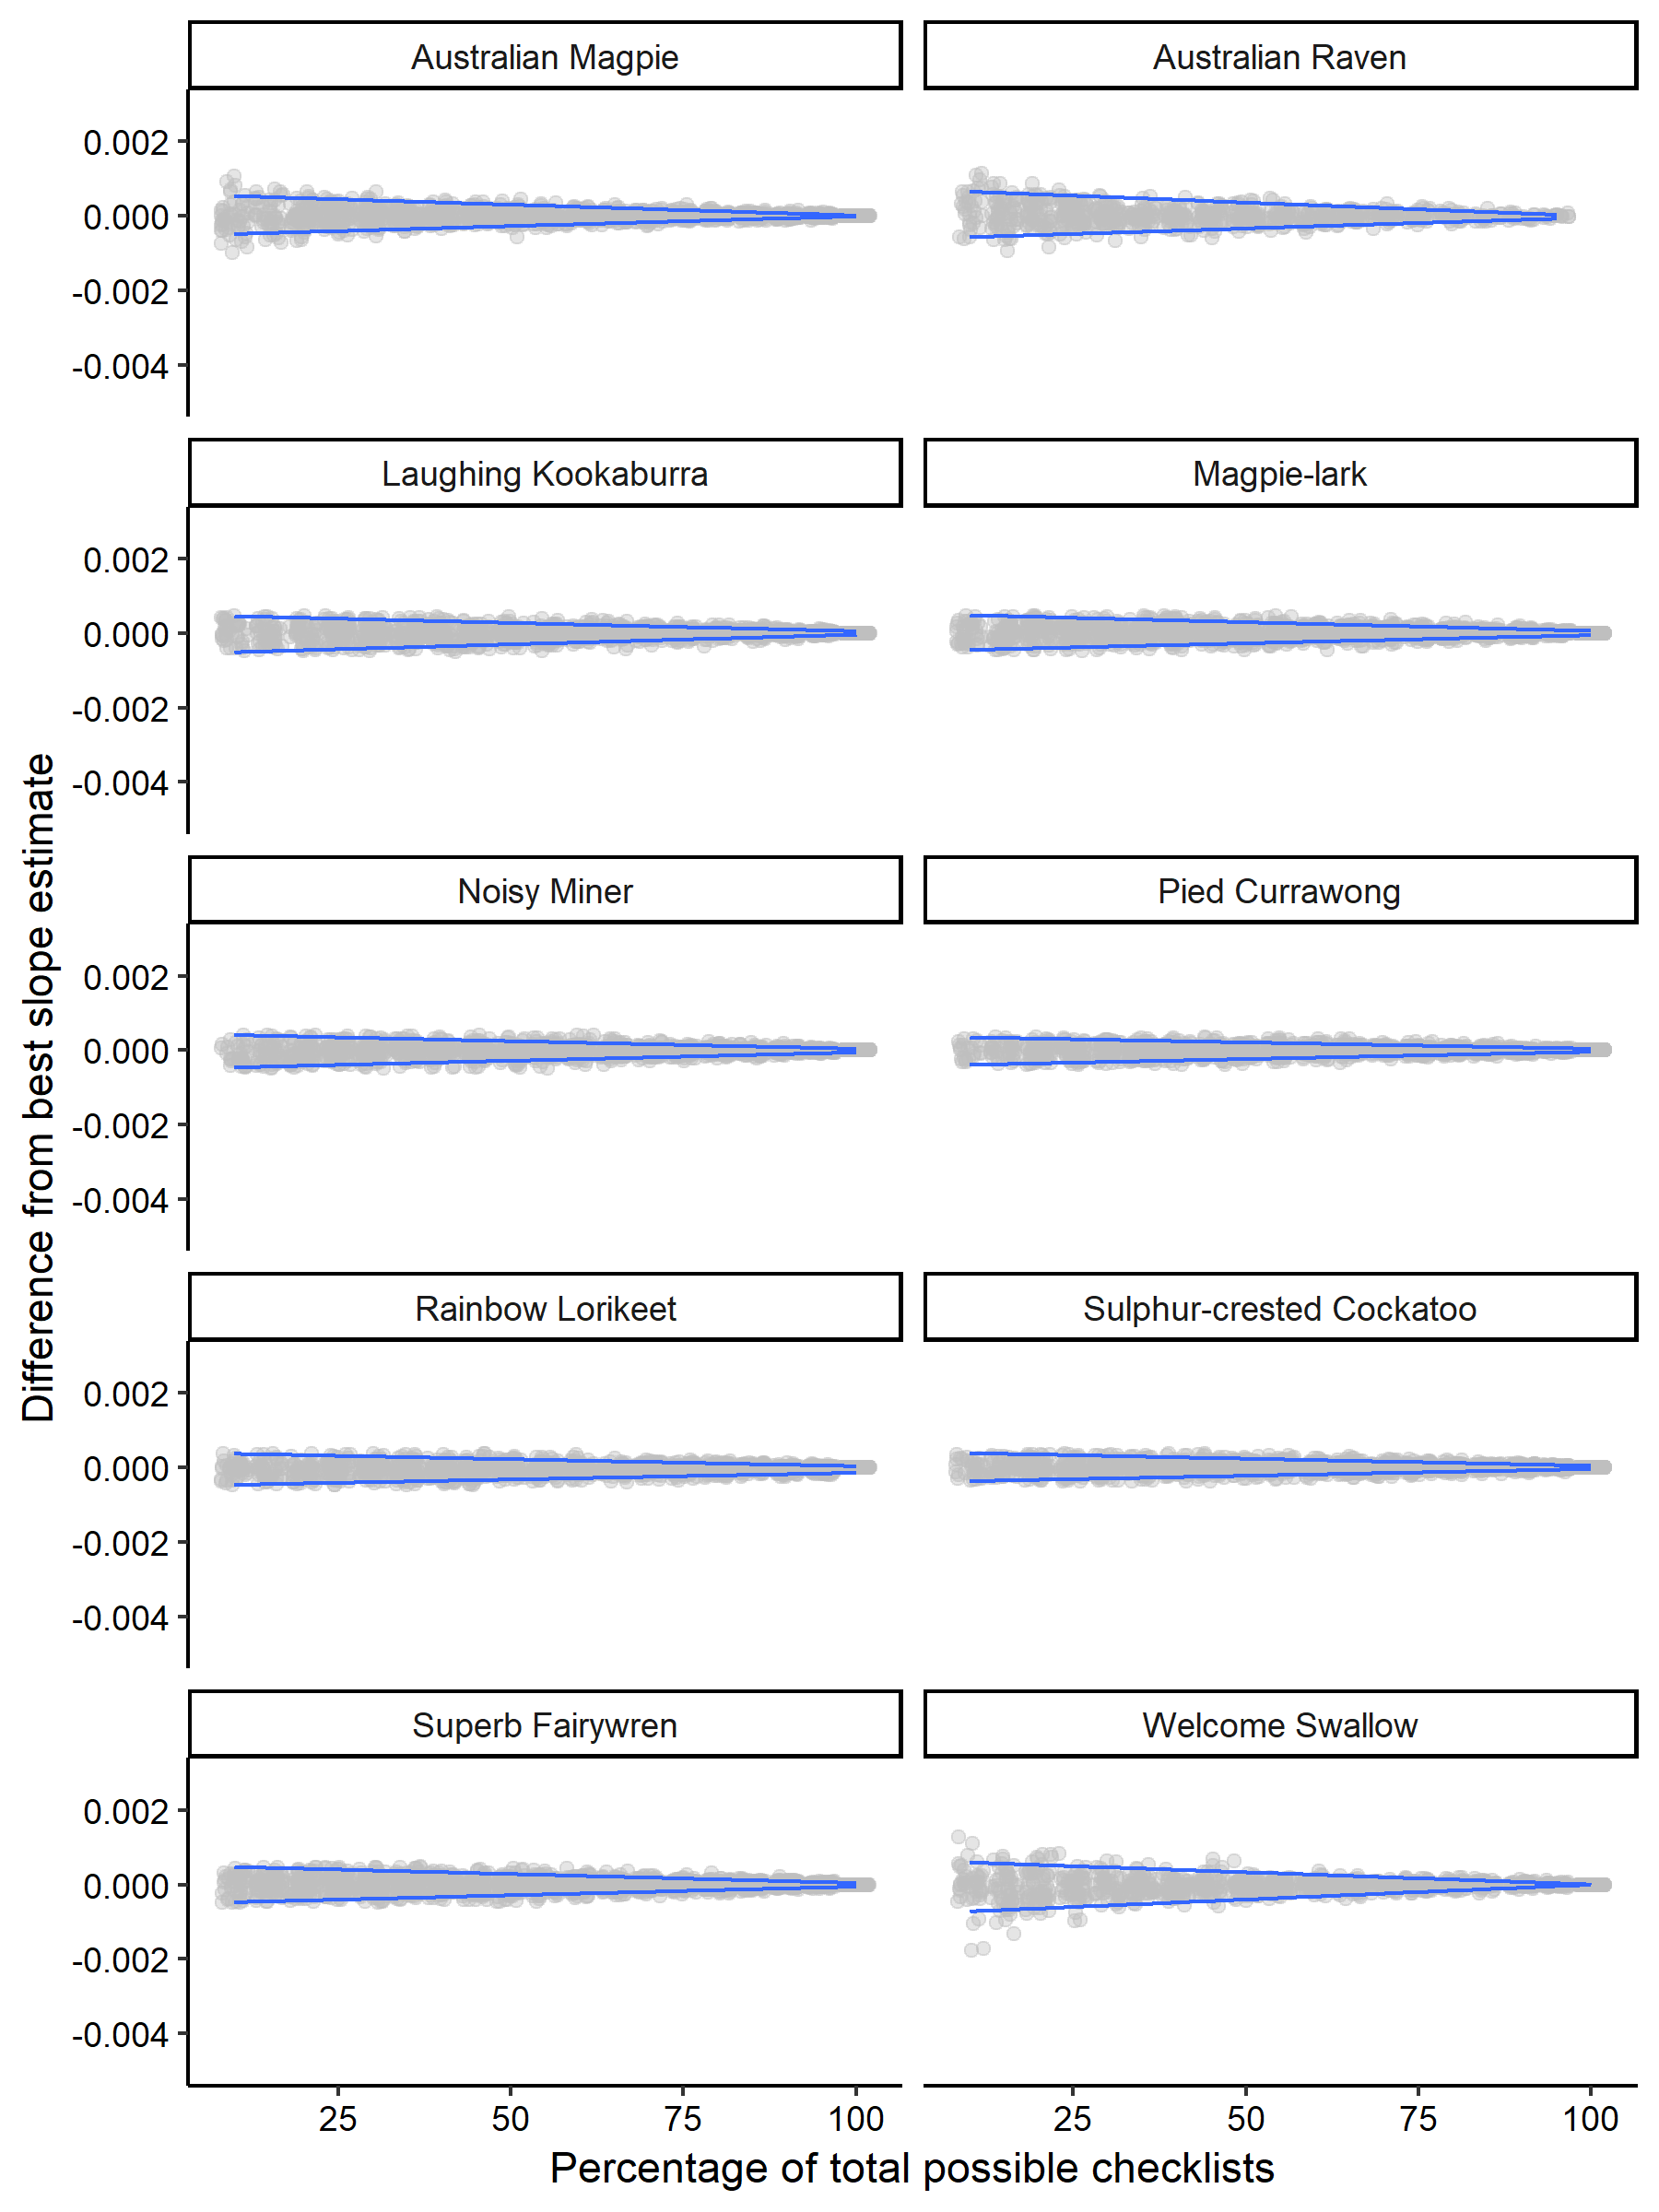 Australian Magpie
Australian Raven
0.002
0.000
-0.002
-0.004
Laughing Kookaburra
Magpie-lark
0.002
0.000
-0.002
-0.004
Noisy Miner
Pied Currawong
0.002
0.000
-0.002
-0.004
Rainbow Lorikeet
Sulphur-crested Cockatoo
0.002
0.000
-0.002
-0.004
Superb Fairywren
Welcome Swallow
0.002
0.000
-0.002
-0.004
25 50 75 100
25 50 75 100
Percentage of total possible checklists
Difference from best slope estimate